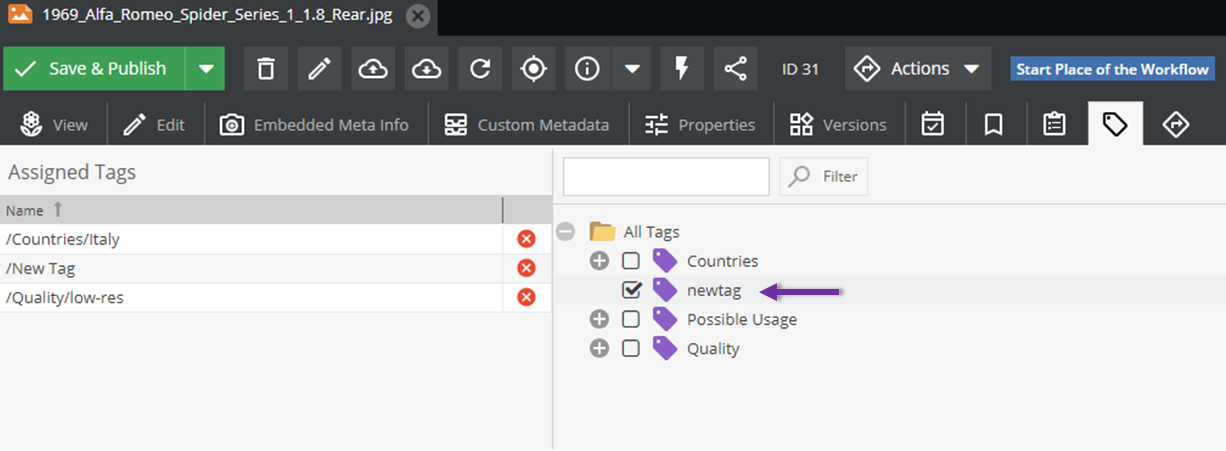 1969_Alfa_Romeo_Spider_Series_1_1.8_Rear.jpg
Save & Publish
ID 31
Actions
Start Place of the Workflow
View
Edit
Embedded Meta Info
Custom Metadata
Properties
Versions
Assigned Tags
Name
/Countries/Italy
/New Tag
/Quality/low-res
Filter
All Tags
Countries
newtag
Possible Usage
Quality